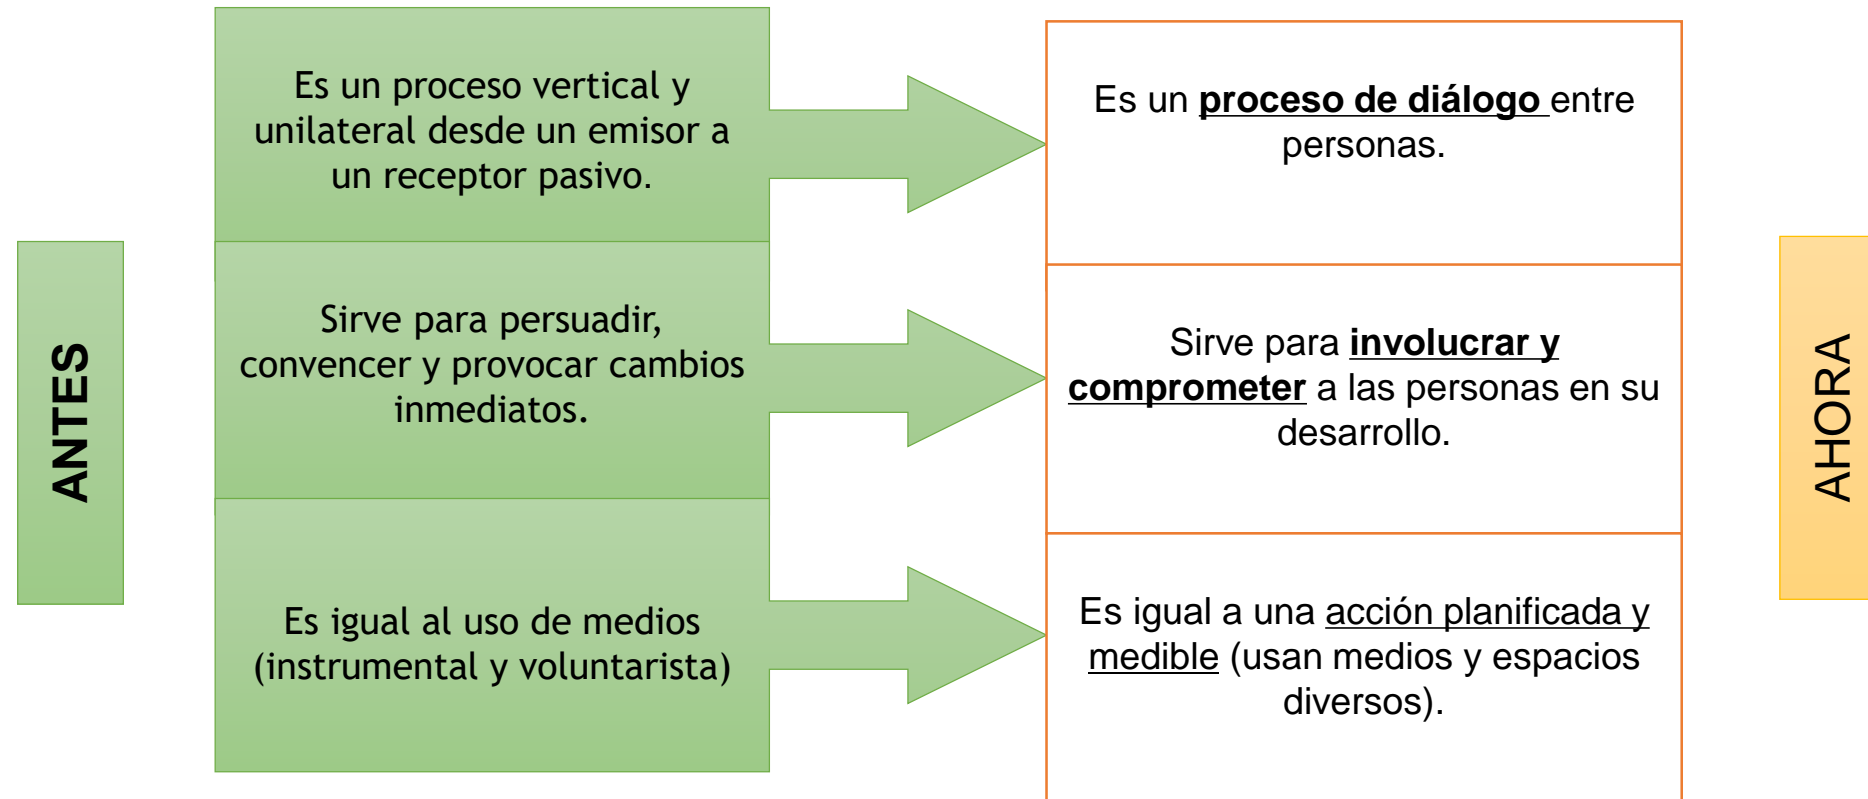 ANTES
Es un proceso vertical y
unilateral desde un emisor a
un receptor pasivo.
Es un proceso de diálogo entre
personas.
Sirve para persuadir,
convencer y provocar cambios
inmediatos.
Sirve para involucrar y
comprometer a las personas en su
desarrollo.
Es igual al uso de medios
(instrumental y voluntarista)
Es igual a una acción planificada y
medible (usan medios y espacios
diversos).
AHORA